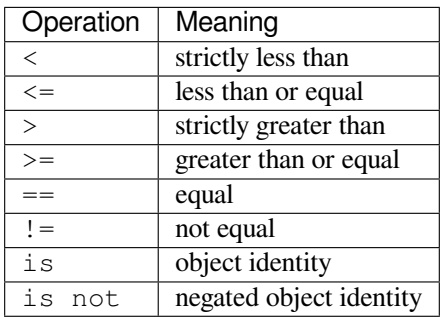 Operation Meaning
< strictly less than
<= less than or equal
> strictly greater than
>= greater than or equal
== equal
!= not equal
is object identity
is not negated object identity